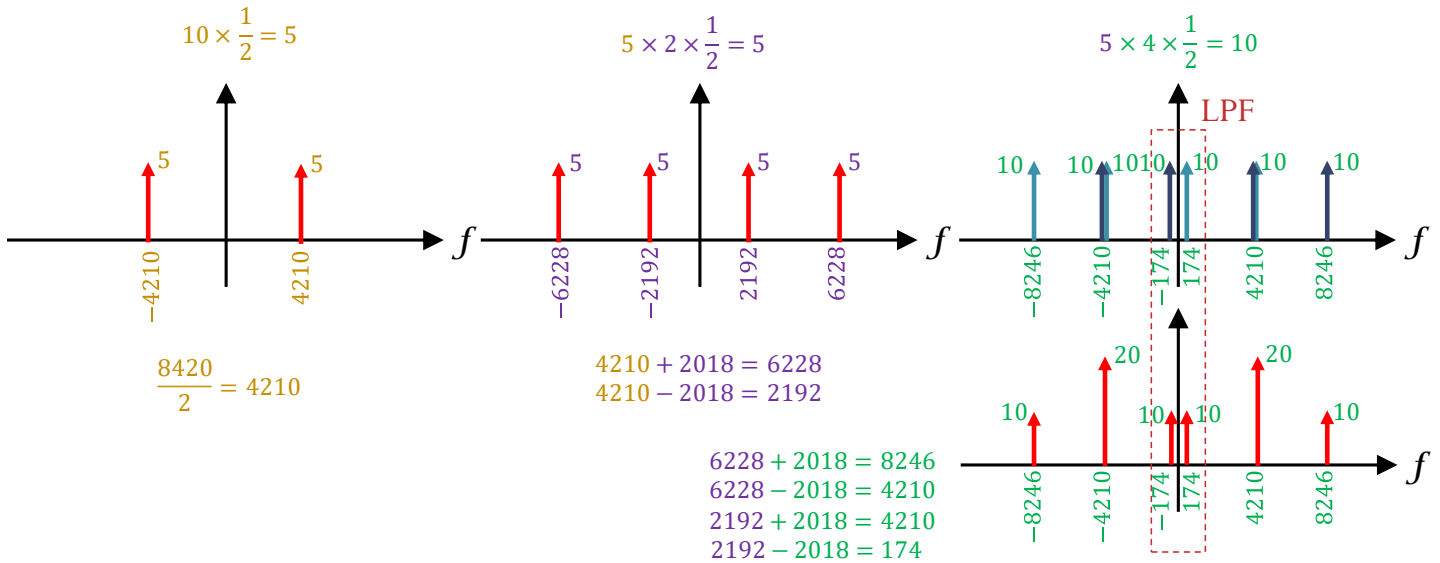 10 × 1/2 = 5
5 5
f
−4210 4210
8420/2 = 4210
5 × 2 × 1/2 = 5
5 5 5 5
f
−6228 −2192 2192 6228
4210 + 2018 = 6228
4210 − 2018 = 2192
5 × 4 × 1/2 = 10
LPF
10 10 10 10 10 10 10
f
−8246 −4210 −174 174 4210 8246
20 20
10 10 10 10
f
−8246 −4210 −174 174 4210 8246
6228 + 2018 = 8246
6228 − 2018 = 4210
2192 + 2018 = 4210
2192 − 2018 = 174